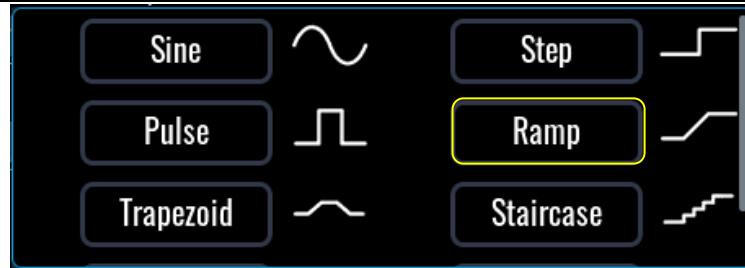 Sine
Step
Pulse
Ramp
Trapezoid
Staircase